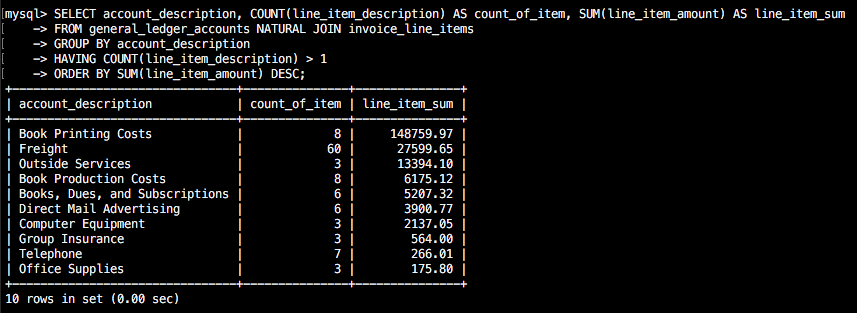 mysql> SELECT account_description, COUNT(line_item_description) AS count_of_item, SUM(line_item_amount) AS line_item_sum
    -> FROM general_ledger_accounts NATURAL JOIN invoice_line_items
    -> GROUP BY account_description
    -> HAVING COUNT(line_item_description) > 1
    -> ORDER BY SUM(line_item_amount) DESC;
+-------------------------------+---------------+---------------+
| account_description           | count_of_item | line_item_sum |
+-------------------------------+---------------+---------------+
| Book Printing Costs           |             8 |     148759.97 |
| Freight                       |            60 |      27599.65 |
| Outside Services              |             3 |      13394.10 |
| Book Production Costs         |             8 |       6175.12 |
| Books, Dues, and Subscriptions |             6 |       5207.32 |
| Direct Mail Advertising       |             6 |       3900.77 |
| Computer Equipment            |             3 |       2137.05 |
| Group Insurance               |             3 |        564.00 |
| Telephone                     |             7 |        266.01 |
| Office Supplies               |             3 |        175.80 |
+-------------------------------+---------------+---------------+
10 rows in set (0.00 sec)